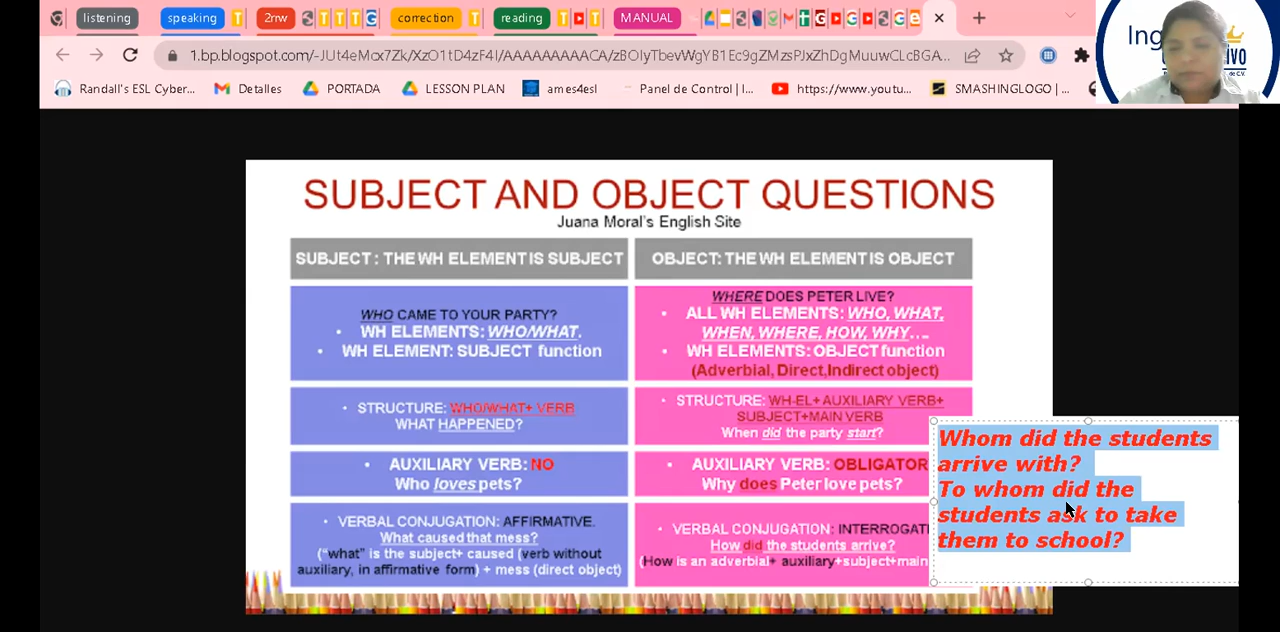 listening
speaking
2rrw
correction
reading
MANUAL
1.bp.blogspot.com/-JUt4eMcx7Zk/XzO1tD4zF4I/AAAAAAAAACA/
Randall's ESL Cyber...
Detalles
PORTADA
LESSON PLAN
ames4esl
Panel de Control | I...
https://www.youtu...
SMASHINGLOGO | ...
SUBJECT AND OBJECT QUESTIONS
Juana Moral's English Site
SUBJECT : THE WH ELEMENT IS SUBJECT
WHO CAME TO YOUR PARTY?
• WH ELEMENTS: WHO/WHAT.
• WH ELEMENT: SUBJECT function
• STRUCTURE: WHO/WHAT+ VERB
WHAT HAPPENED?
• AUXILIARY VERB: NO
Who loves pets?
• VERBAL CONJUGATION: AFFIRMATIVE.
What caused that mess?
("what" is the subject+ caused (verb without
auxiliary, in affirmative form) + mess (direct object)
OBJECT: THE WH ELEMENT IS OBJECT
WHERE DOES PETER LIVE?
• ALL WH ELEMENTS: WHO, WHAT,
WHEN, WHERE, HOW, WHY....
• WH ELEMENTS: OBJECT function
(Adverbial, Direct,Indirect object)
• STRUCTURE: WH-EL+ AUXILIARY VERB+
SUBJECT+MAIN VERB
When did the party start?
• AUXILIARY VERB: OBLIGATOR
Why does Peter love pets?
• VERBAL CONJUGATION: INTERROGATI
How did the students arrive?
(How is an adverbial+ auxiliary+subject+main
Whom did the students
arrive with?
To whom did the
students ask to take
them to school?